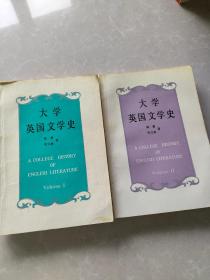 大学
英国文学史
A COLLEGE HISTORY
OF
ENGLISH LITERATURE
Volume I
大学
英国文学史
A COLLEGE HISTORY
OF
ENGLISH LITERATURE
Volume II